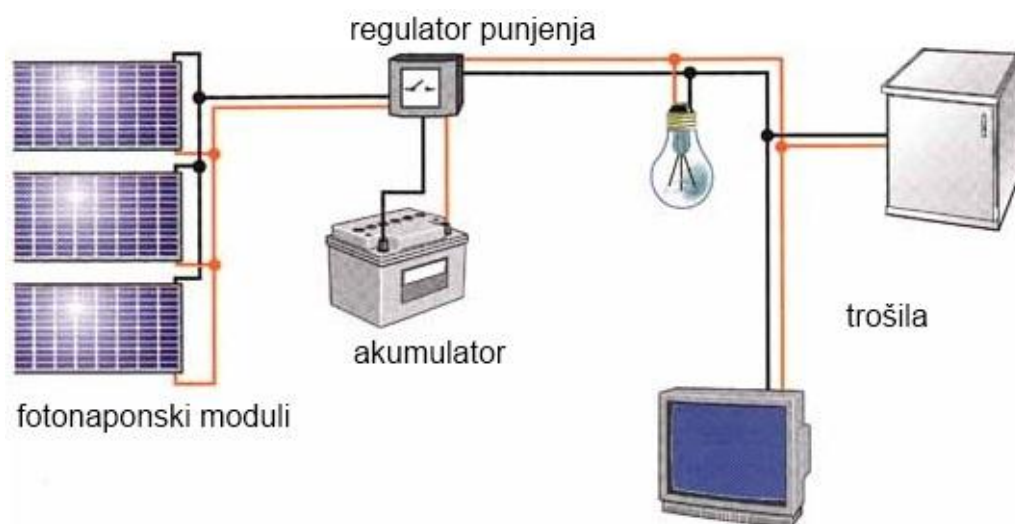 regulator punjenja
akumulator
trošila
fotonaponski moduli